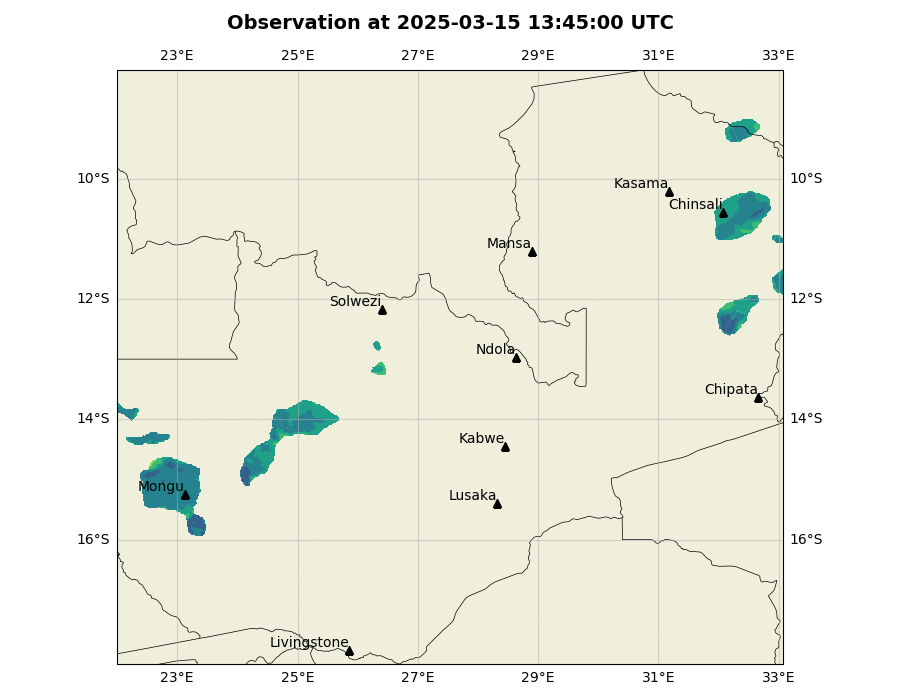 Observation at 2025-03-15 13:45:00 UTC
23°E 25°E 27°E 29°E 31°E 33°E
10°S 10°S
Kasama
Chinsali
Mansa
12°S 12°S
Solwezi
Ndola
Chipata
14°S 14°S
Kabwe
Mongu
Lusaka
16°S 16°S
Livingstone
23°E 25°E 27°E 29°E 31°E 33°E